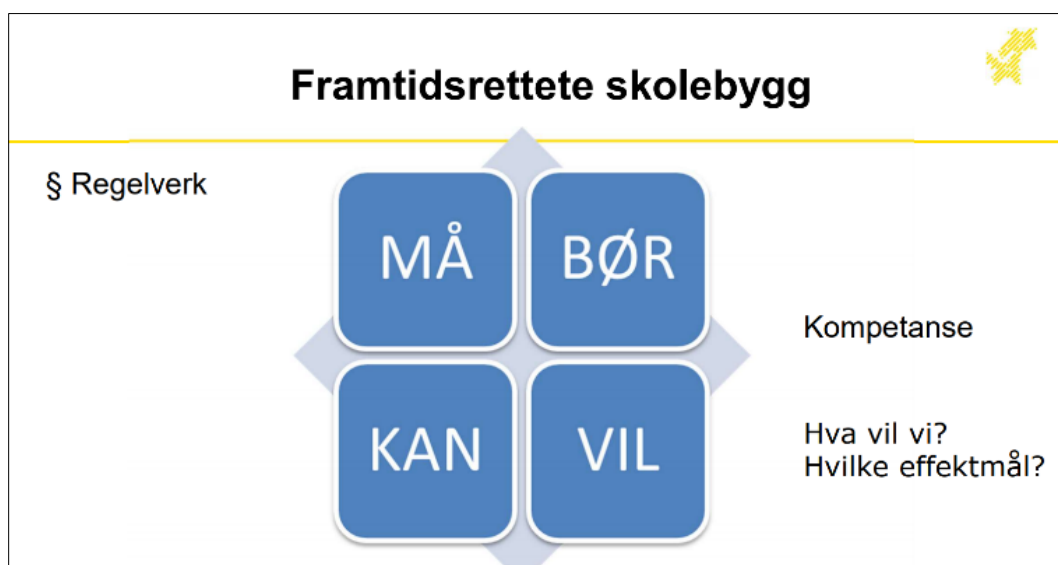 Framtidsrettete skolebygg
§ Regelverk
MÅ
BØR
Kompetanse
KAN
VIL
Hva vil vi?
Hvilke effektmål?